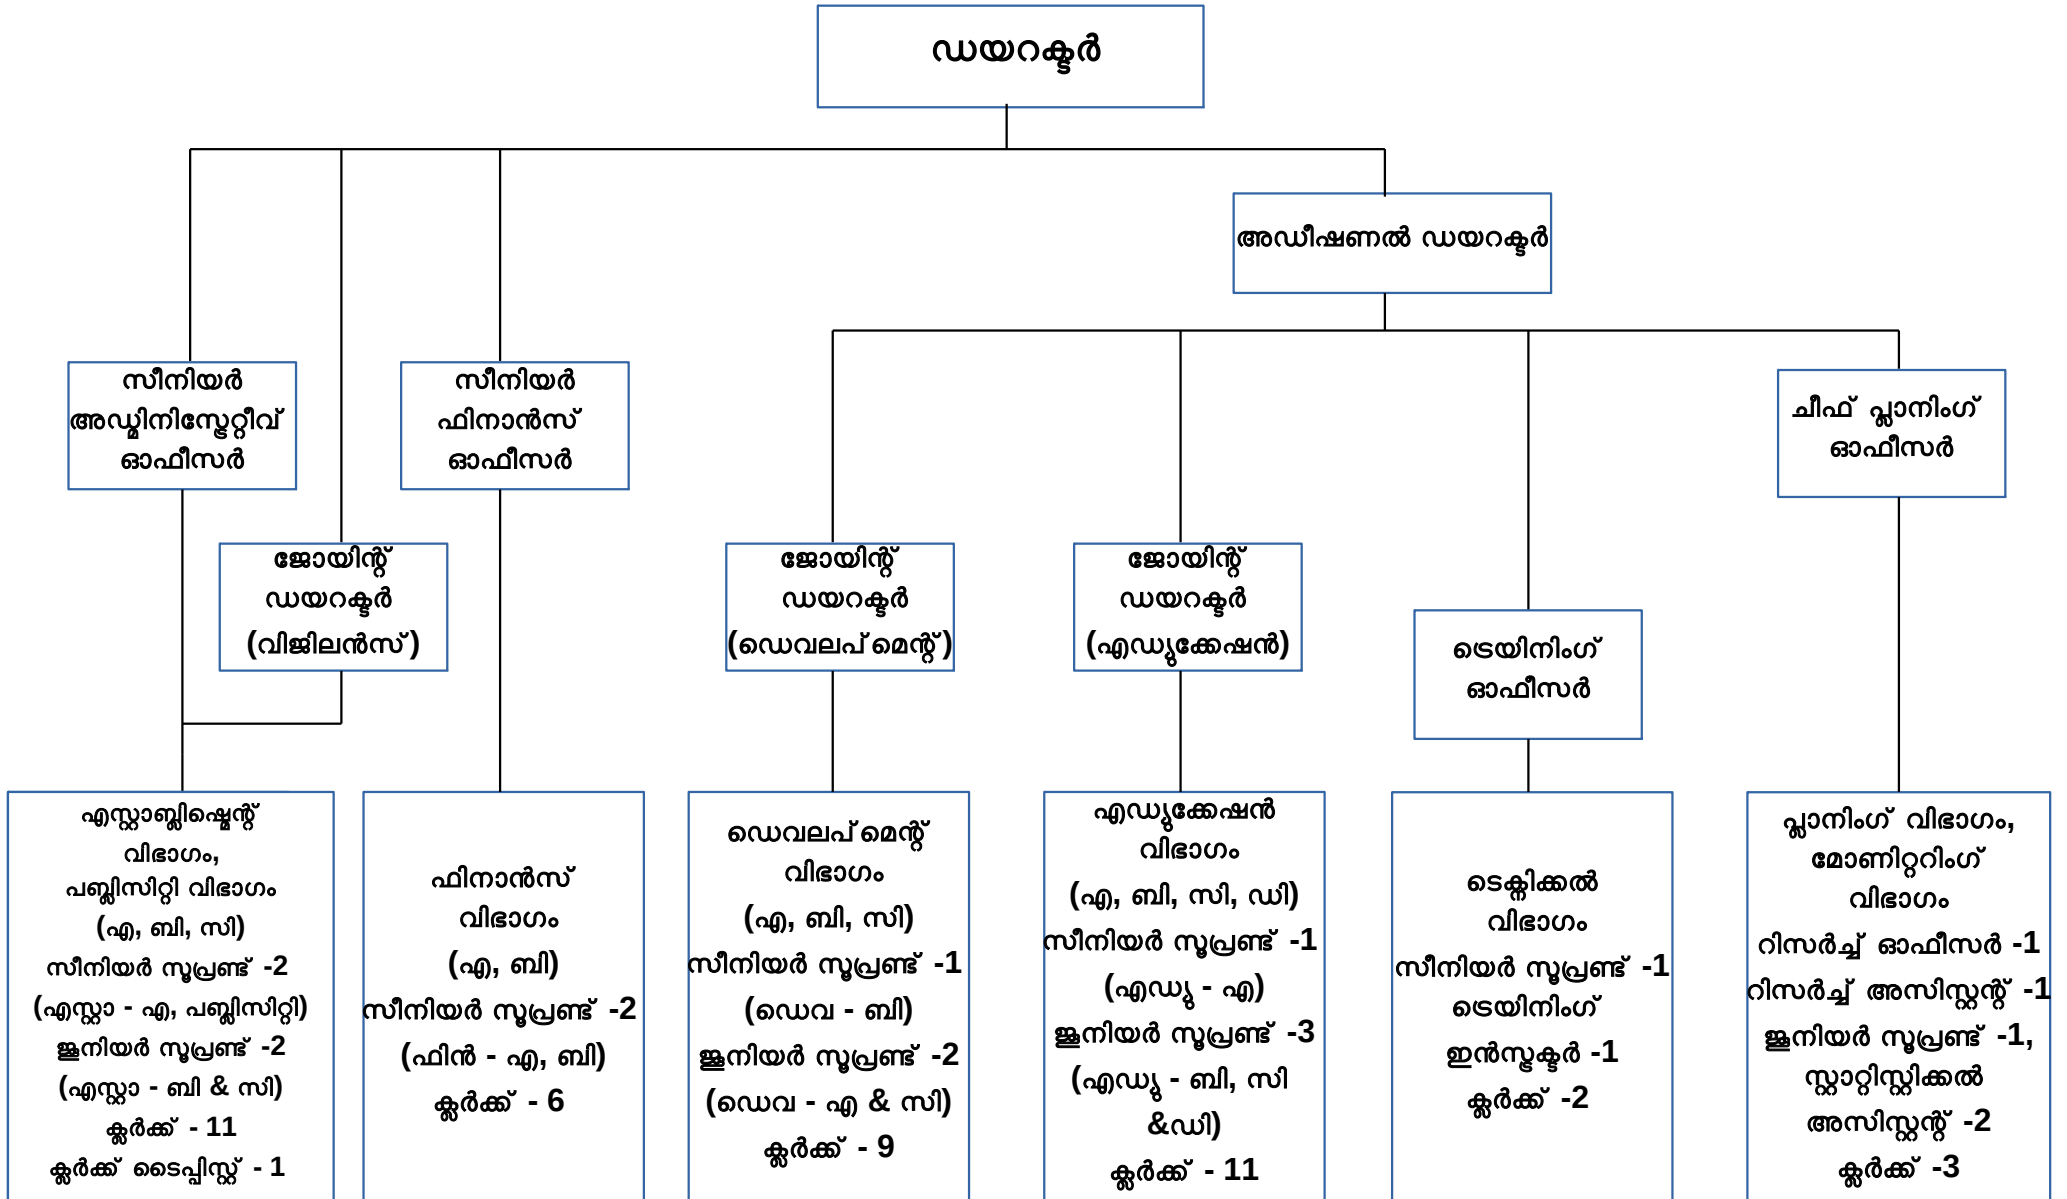 ഡയറക്ടർ
അഡീഷണൽ ഡയറക്ടർ
സീനിയർ
അഡ്മിനിസ്ട്രേറ്റീവ്
ഓഫീസർ
സീനിയർ
ഫിനാൻസ്
ഓഫീസർ
ചീഫ് പ്ലാനിംഗ്
ഓഫീസർ
ജോയിന്റ്
ഡയറക്ടർ
(വിജിലൻസ്)
ജോയിന്റ്
ഡയറക്ടർ
(ഡെവലപ്മെന്റ്)
ജോയിന്റ്
ഡയറക്ടർ
(എഡ്യുക്കേഷൻ)
ട്രെയിനിംഗ്
ഓഫീസർ
എസ്റ്റാബ്ലിഷ്മെന്റ്
വിഭാഗം,
പബ്ലിസിറ്റി വിഭാഗം
(എ, ബി, സി)
സീനിയർ സൂപ്രണ്ട് -2
(എസ്റ്റാ - എ, പബ്ലിസിറ്റി)
ജൂനിയർ സൂപ്രണ്ട് -2
(എസ്റ്റാ - ബി & സി)
ക്ലർക്ക് - 11
ക്ലർക്ക് ടൈപ്പിസ്റ്റ് - 1
ഫിനാൻസ്
വിഭാഗം
(എ, ബി)
സീനിയർ സൂപ്രണ്ട് -2
(ഫിൻ - എ, ബി)
ക്ലർക്ക് - 6
ഡെവലപ്മെന്റ്
വിഭാഗം
(എ, ബി, സി)
സീനിയർ സൂപ്രണ്ട് -1
(ഡെവ - ബി)
ജൂനിയർ സൂപ്രണ്ട് -2
(ഡെവ - എ & സി)
ക്ലർക്ക് - 9
എഡ്യുക്കേഷൻ
വിഭാഗം
(എ, ബി, സി, ഡി)
സീനിയർ സൂപ്രണ്ട് -1
(എഡ്യു - എ)
ജൂനിയർ സൂപ്രണ്ട് -3
(എഡ്യു - ബി, സി
&ഡി)
ക്ലർക്ക് - 11
ടെക്നിക്കൽ
വിഭാഗം
സീനിയർ സൂപ്രണ്ട് -1
ട്രെയിനിംഗ്
ഇൻസ്ട്രക്ടർ -1
ക്ലർക്ക് -2
പ്ലാനിംഗ് വിഭാഗം,
മോണിറ്ററിംഗ്
വിഭാഗം
റിസർച്ച് ഓഫീസർ -1
റിസർച്ച് അസിസ്റ്റന്റ് -1
ജൂനിയർ സൂപ്രണ്ട് -1,
സ്റ്റാറ്റിസ്റ്റിക്കൽ
അസിസ്റ്റന്റ് -2
ക്ലർക്ക് -3